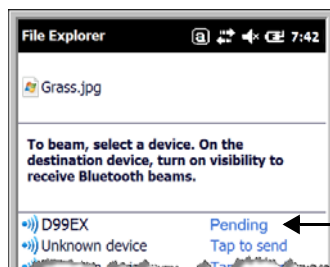 File Explorer a 7:42
Grass.jpg
To beam, select a device. On the
destination device, turn on visibility to
receive Bluetooth beams.
D99EX Pending
Unknown device Tap to send